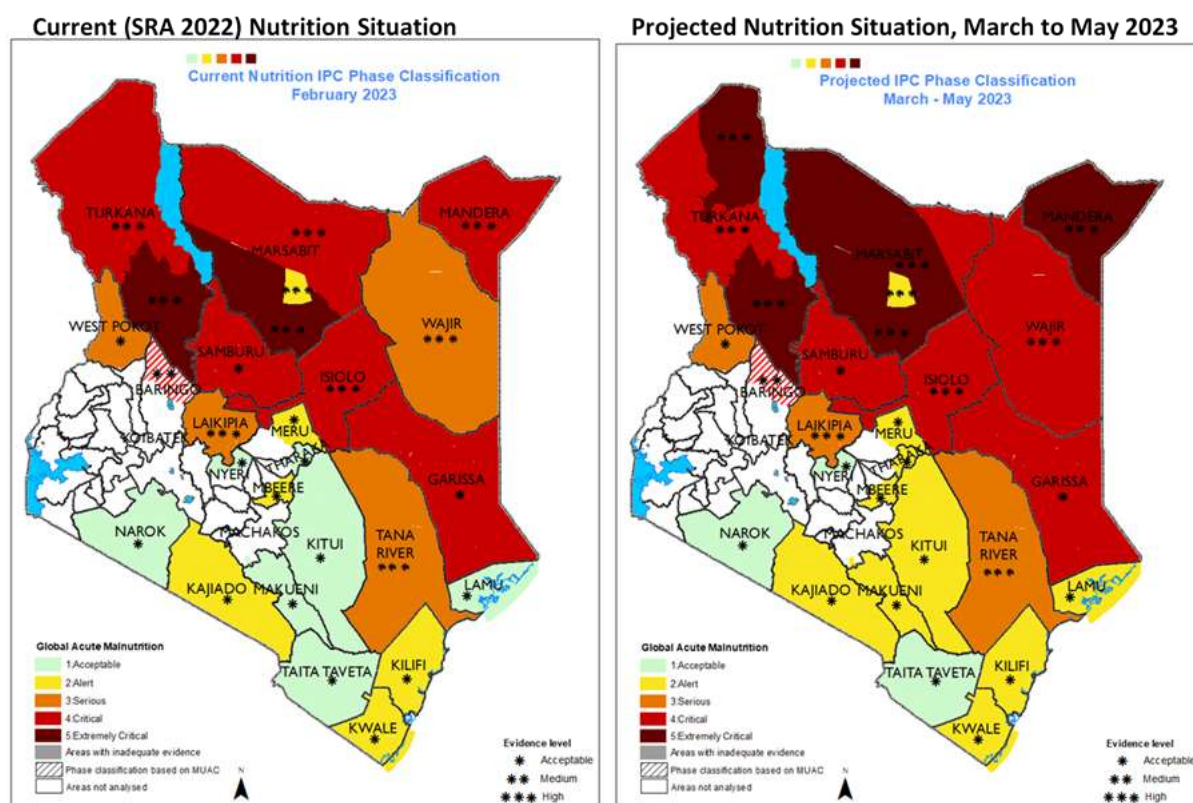 Current (SRA 2022) Nutrition Situation
Current Nutrition IPC Phase Classification
February 2023
TURKANA
MANDERA
MARSABIT
WEST POKOT
WAJIR
SAMBURU
BARINGO
ISIOLO
LAIKIPIA
MERU
KOIBATEK
THARAKA
NYERI
MBEERE
NAROK
MACHAKOS
KITUI
TANA
RIVER
GARISSA
KAJIADO
MAKUENI
LAMU
TAITA TAVETA
KILIFI
KWALE
Global Acute Malnutrition
1:Acceptable
2:Alert
3:Serious
4:Critical
5:Extremely Critical
Areas with inadequate evidence
Phase classification based on MUAC
Areas not analysed
N
Evidence level
Acceptable
Medium
High
Projected Nutrition Situation, March to May 2023
Projected IPC Phase Classification
March - May 2023
TURKANA
MANDERA
MARSABIT
WEST POKOT
WAJIR
SAMBURU
BARINGO
ISIOLO
LAIKIPIA
MERU
KOIBATEK
THARAKA
NYERI
MBEERE
NAROK
MACHAKOS
KITUI
TANA
RIVER
GARISSA
KAJIADO
MAKUENI
LAMU
TAITA TAVETA
KILIFI
KWALE
Global Acute Malnutrition
1:Acceptable
2:Alert
3:Serious
4:Critical
5:Extremely Critical
Areas with inadequate evidence
Phase classification based on MUAC
Areas not analysed
N
Evidence level
Acceptable
Medium
High